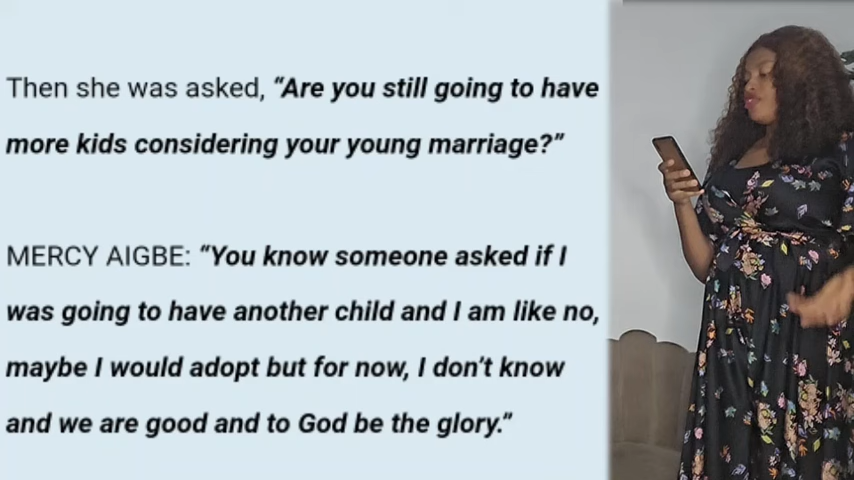 Then she was asked, “Are you still going to have
more kids considering your young marriage?”
MERCY AIGBE: “You know someone asked if I
was going to have another child and I am like no,
maybe I would adopt but for now, I don’t know
and we are good and to God be the glory.”